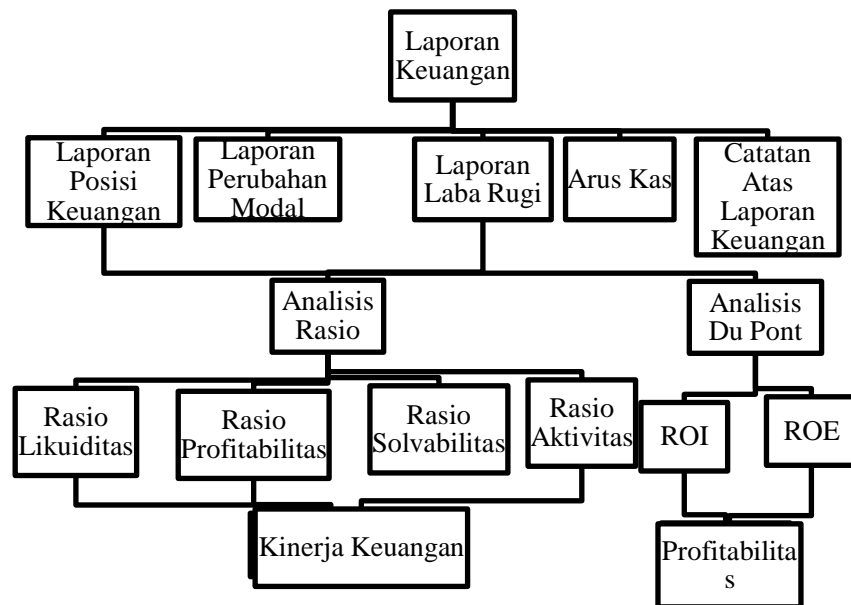 Laporan
Keuangan
Laporan
Posisi
Keuangan
Laporan
Perubahan
Modal
Laporan
Laba Rugi
Arus Kas
Catatan
Atas
Laporan
Keuangan
Analisis
Rasio
Analisis
Du Pont
Rasio
Likuiditas
Rasio
Profitabilitas
Rasio
Solvabilitas
Rasio
Aktivitas
ROI
ROE
Kinerja Keuangan
Profitabilita
s